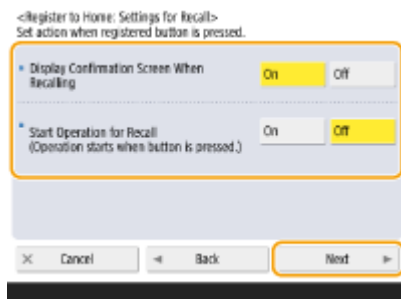 <Register to Home: Settings for Recall>
Set action when registered button is pressed.
Display Confirmation Screen When
Recalling
On Off
Start Operation for Recall
(Operation starts when button is pressed.)
On Off
× Cancel ◄ Back Next ►